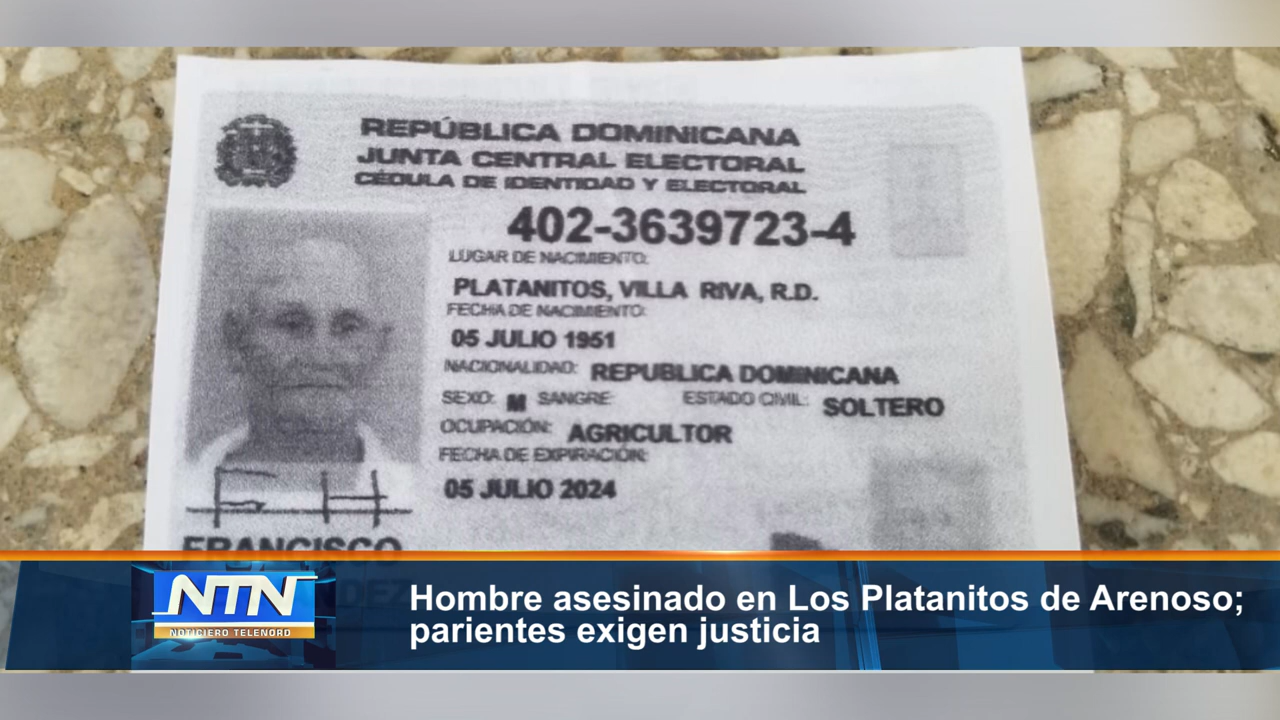 REPÚBLICA DOMINICANA
JUNTA CENTRAL ELECTORAL
CÉDULA DE IDENTIDAD Y ELECTORAL
402-3639723-4
LUGAR DE NACIMIENTO:
PLATANITOS, VILLA RIVA, R.D.
FECHA DE NACIMIENTO:
05 JULIO 1951
NACIONALIDAD: REPUBLICA DOMINICANA
SEXO: M SANGRE: ESTADO CIVIL: SOLTERO
OCUPACIÓN: AGRICULTOR
FECHA DE EXPIRACIÓN:
05 JULIO 2024
FRANCISCO
NTN
NOTICIERO TELENORD
Hombre asesinado en Los Platanitos de Arenoso;
parientes exigen justicia